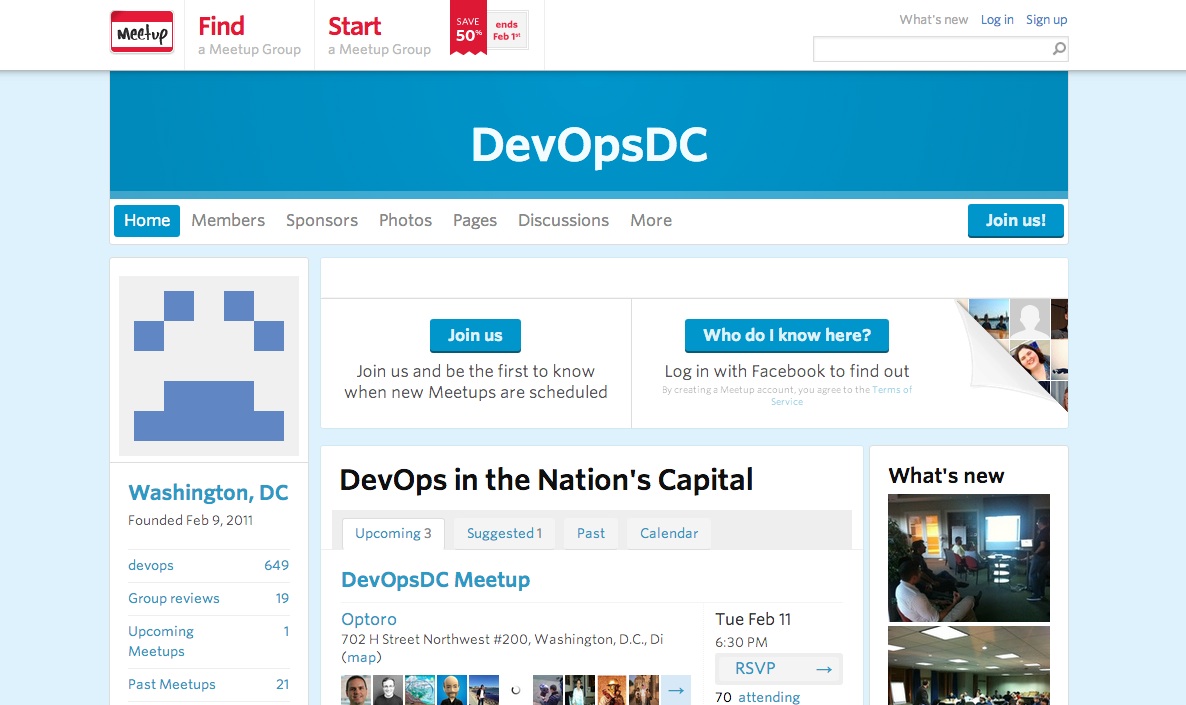 Meetup
Find
a Meetup Group
Start
a Meetup Group
SAVE
50%
ends
Feb 1st
What's new Log in Sign up
DevOpsDC
Home Members Sponsors Photos Pages Discussions More Join us!
Join us
Join us and be the first to know
when new Meetups are scheduled
Who do I know here?
Log in with Facebook to find out
By creating a Meetup account, you agree to the Terms of
Service
Washington, DC
Founded Feb 9, 2011
devops 649
Group reviews 19
Upcoming
Meetups 1
Past Meetups 21
DevOps in the Nation's Capital
Upcoming 3 Suggested 1 Past Calendar
DevOpsDC Meetup
Optoro
702 H Street Northwest #200, Washington, D.C., Di
(map)
Tue Feb 11
6:30 PM
RSVP →
70 attending
→
What's new